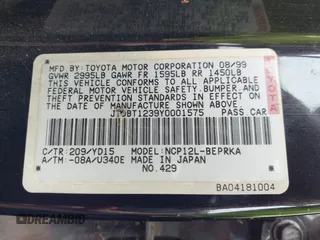 MFD BY: TOYOTA MOTOR CORPORATION 08/99
GVWR 2995LB GAWR FR 1595LB RR 1450LB
THIS VEHICLE CONFORMS TO ALL APPLICABLE
FEDERAL MOTOR VEHICLE SAFETY, BUMPER,
AND THEFT PREVENTION STANDARDS IN EFFECT
ON THE DATE OF MANUFACTURE SHOWN ABOVE.
JTDBT1239Y0001575 PASS CAR
C/TR: 209/YD15 MODEL: NCP12L-BEPRKA
A/TM: -08A/U340E MADE IN JAPAN
NO.429
BA04181004
© AUTOBIDMASTER